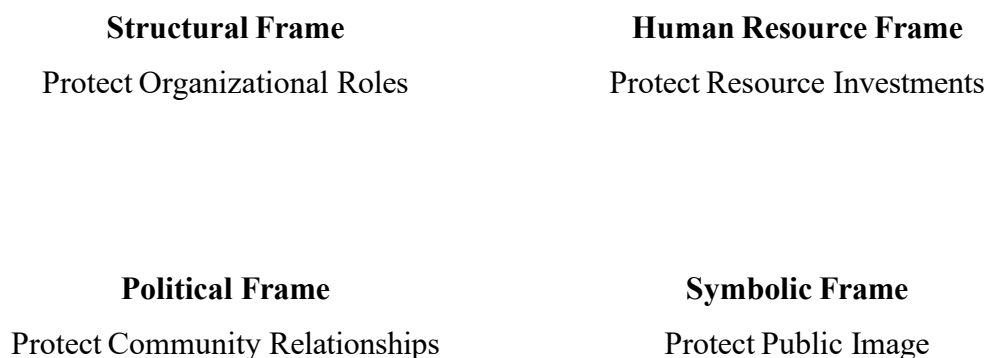 Structural Frame
Protect Organizational Roles
Human Resource Frame
Protect Resource Investments
Political Frame
Protect Community Relationships
Symbolic Frame
Protect Public Image